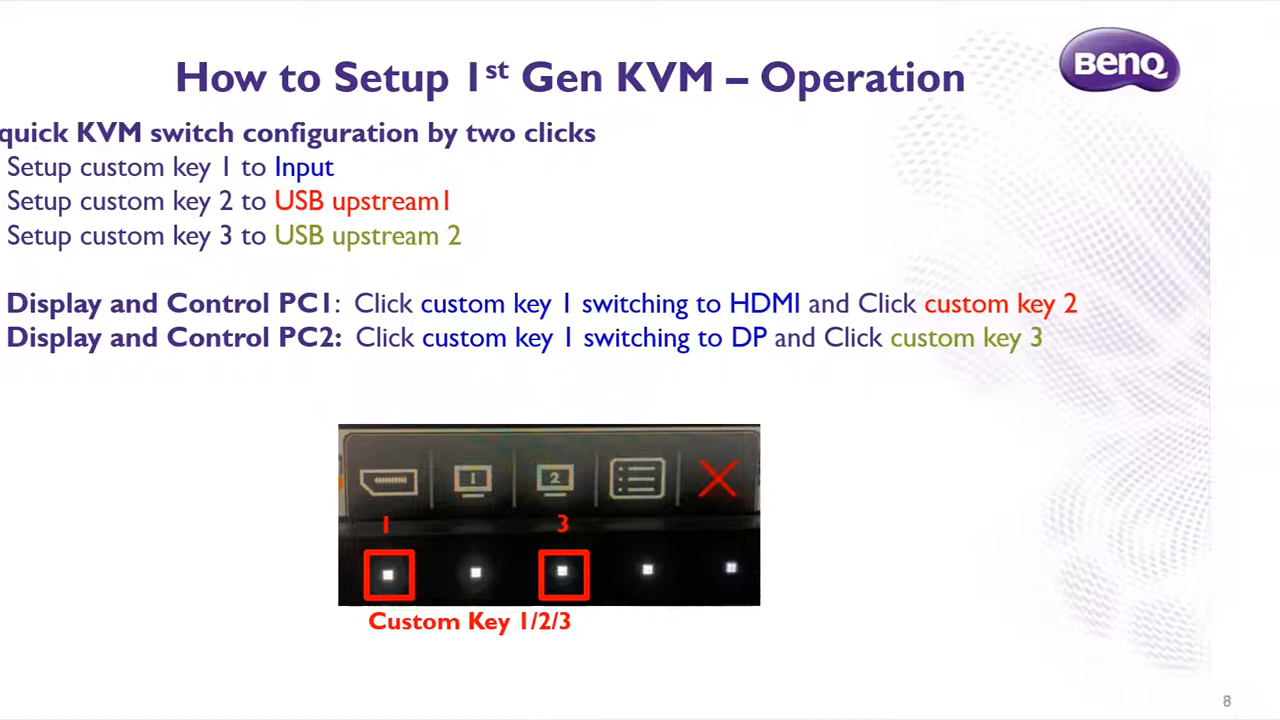 How to Setup 1st Gen KVM – Operation
BenQ
quick KVM switch configuration by two clicks
Setup custom key 1 to Input
Setup custom key 2 to USB upstream1
Setup custom key 3 to USB upstream 2
Display and Control PC1: Click custom key 1 switching to HDMI and Click custom key 2
Display and Control PC2: Click custom key 1 switching to DP and Click custom key 3
1 2
1 3
Custom Key 1/2/3
8